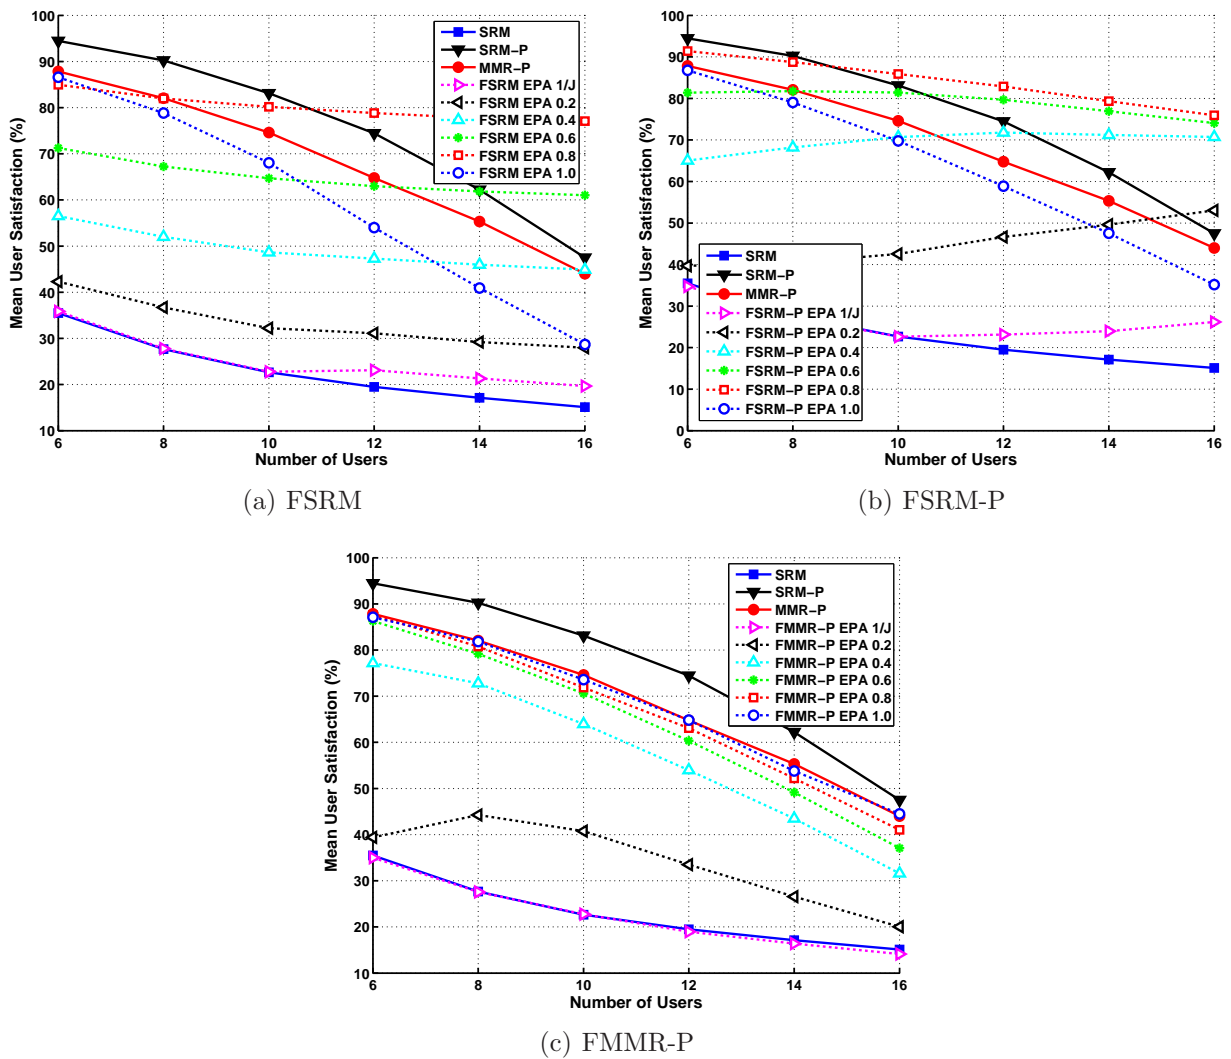 100
90
80
70
60
50
40
30
20
10
6
8
10
12
14
16
Mean User Satisfaction (%)
Number of Users
SRM
SRM−P
MMR−P
FSRM EPA 1/J
FSRM EPA 0.2
FSRM EPA 0.4
FSRM EPA 0.6
FSRM EPA 0.8
FSRM EPA 1.0
(a) FSRM
100
90
80
70
60
50
40
30
20
10
0
6
8
10
12
14
16
Mean User Satisfaction (%)
Number of Users
SRM
SRM−P
MMR−P
FSRM−P EPA 1/J
FSRM−P EPA 0.2
FSRM−P EPA 0.4
FSRM−P EPA 0.6
FSRM−P EPA 0.8
FSRM−P EPA 1.0
(b) FSRM-P
100
90
80
70
60
50
40
30
20
10
6
8
10
12
14
16
Mean User Satisfaction (%)
Number of Users
SRM
SRM−P
MMR−P
FMMR−P EPA 1/J
FMMR−P EPA 0.2
FMMR−P EPA 0.4
FMMR−P EPA 0.6
FMMR−P EPA 0.8
FMMR−P EPA 1.0
(c) FMMR-P